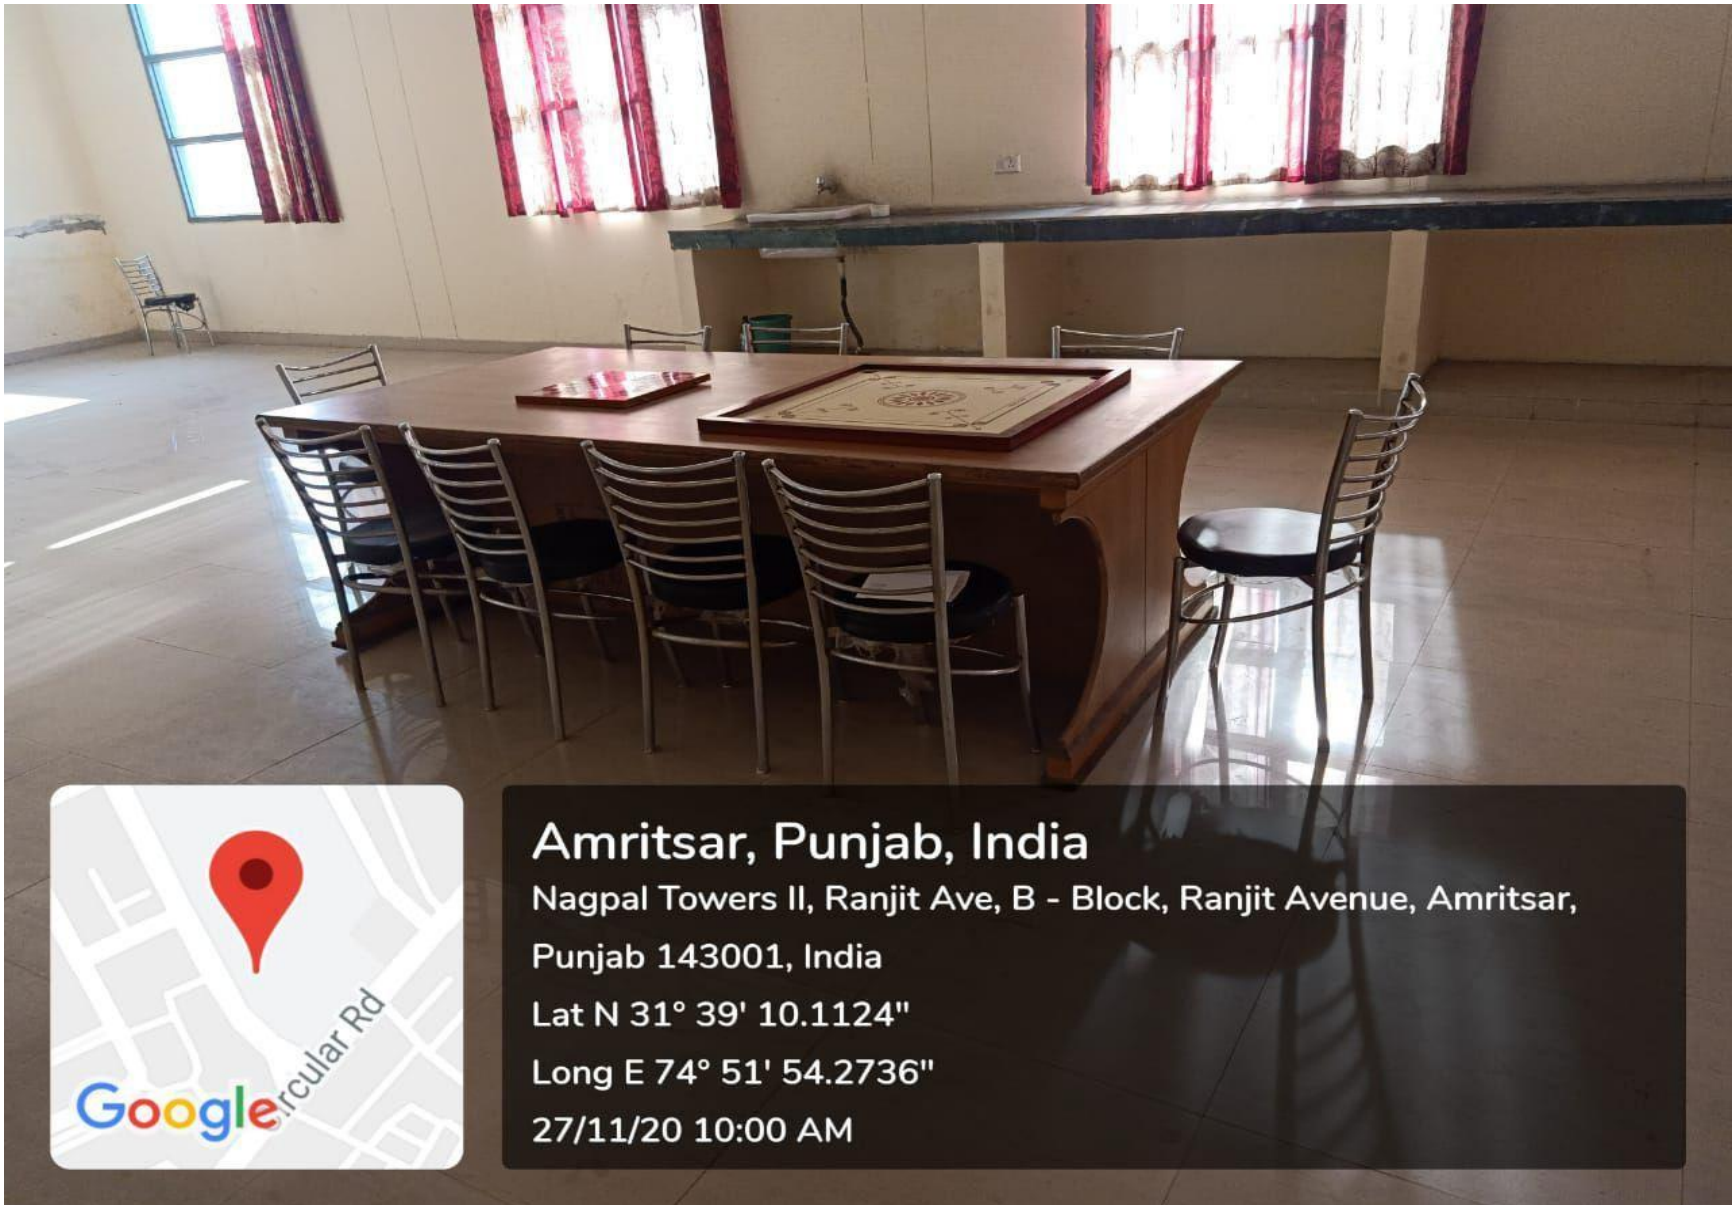 Amritsar, Punjab, India
Nagpal Towers II, Ranjit Ave, B - Block, Ranjit Avenue, Amritsar,
Punjab 143001, India
Lat N 31° 39' 10.1124"
Long E 74° 51' 54.2736"
27/11/20 10:00 AM
Google
rcular Rd